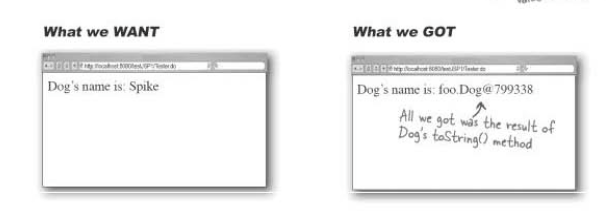 What we WANT
What we GOT
Dog's name is: Spike
Dog's name is: foo.Dog@799338
All we got was the result of
Dog's toString() method